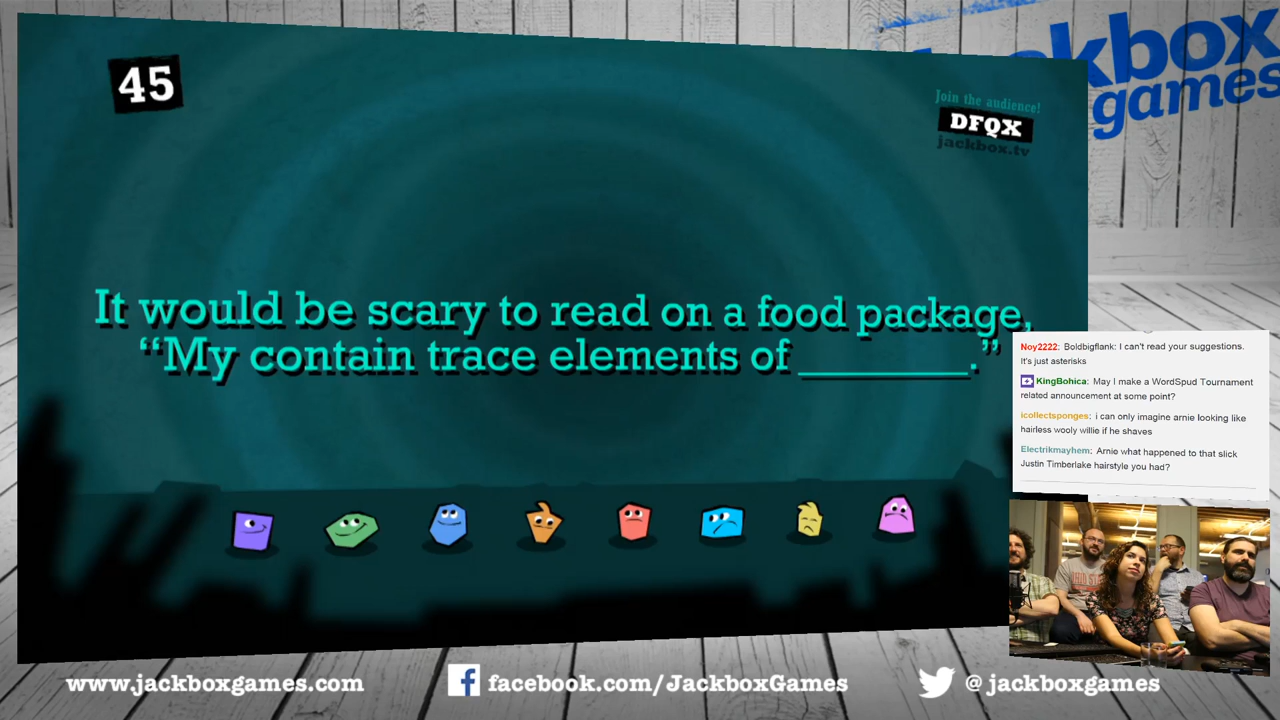 45
Join the audience!
DFQX
jackbox.tv
jackbox
games
It would be scary to read on a food package,
“My contain trace elements of ________.”
Noy2222: Boldbigflank: I can't read your suggestions.
It's just asterisks
KingBohica: May I make a WordSpud Tournament
related announcement at some point?
icollectsponges: i can only imagine arnie looking like
hairless wooly willie if he shaves
Electrikmayhem: Arnie what happened to that slick
Justin Timberlake hairstyle you had?
www.jackboxgames.com
facebook.com/JackboxGames
@jackboxgames